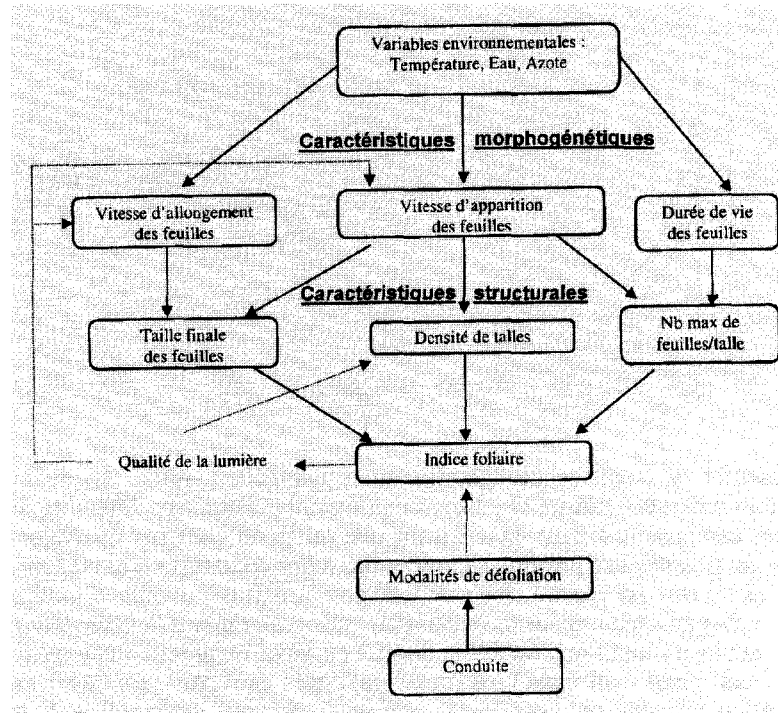 Variables environnementales :
Température, Eau, Azote
Caractéristiques morphogénétiques
Vitesse d'allongement
des feuilles
Vitesse d'apparition
des feuilles
Durée de vie
des feuilles
Caractéristiques structurales
Taille finale
des feuilles
Densité de talles
Nb max de
feuilles/talle
Qualité de la lumière
Indice foliaire
Modalités de défoliation
Conduite